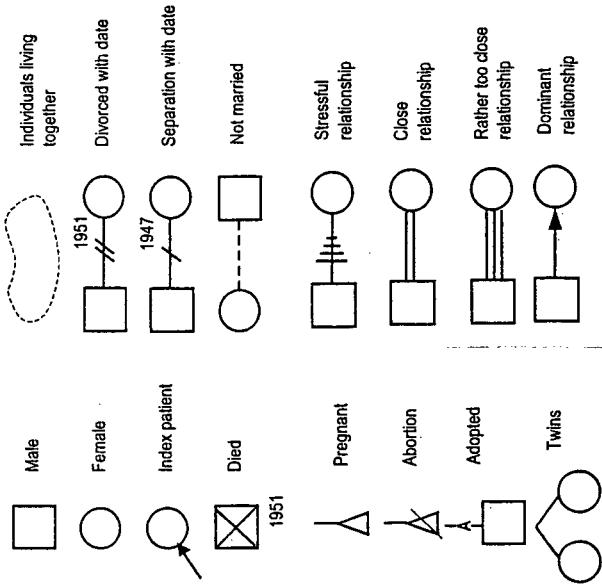 Male
Female
Index patient
Died
1951
Pregnant
Abortion
A
Adopted
Twins
Individuals living
together
1951
Divorced with date
1947
Separation with date
Not married
Stressful
relationship
Close
relationship
Rather too close
relationship
Dominant
relationship